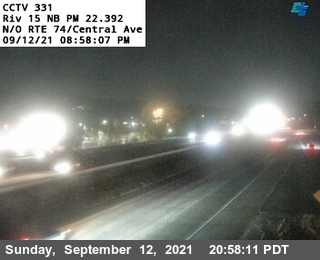 CCTV 331
Riv 15 NB PM 22.392
N/O RTE 74/Central Ave
09/12/21 08:58:07 PM
Sunday, September 12, 2021 20:58:11 PDT